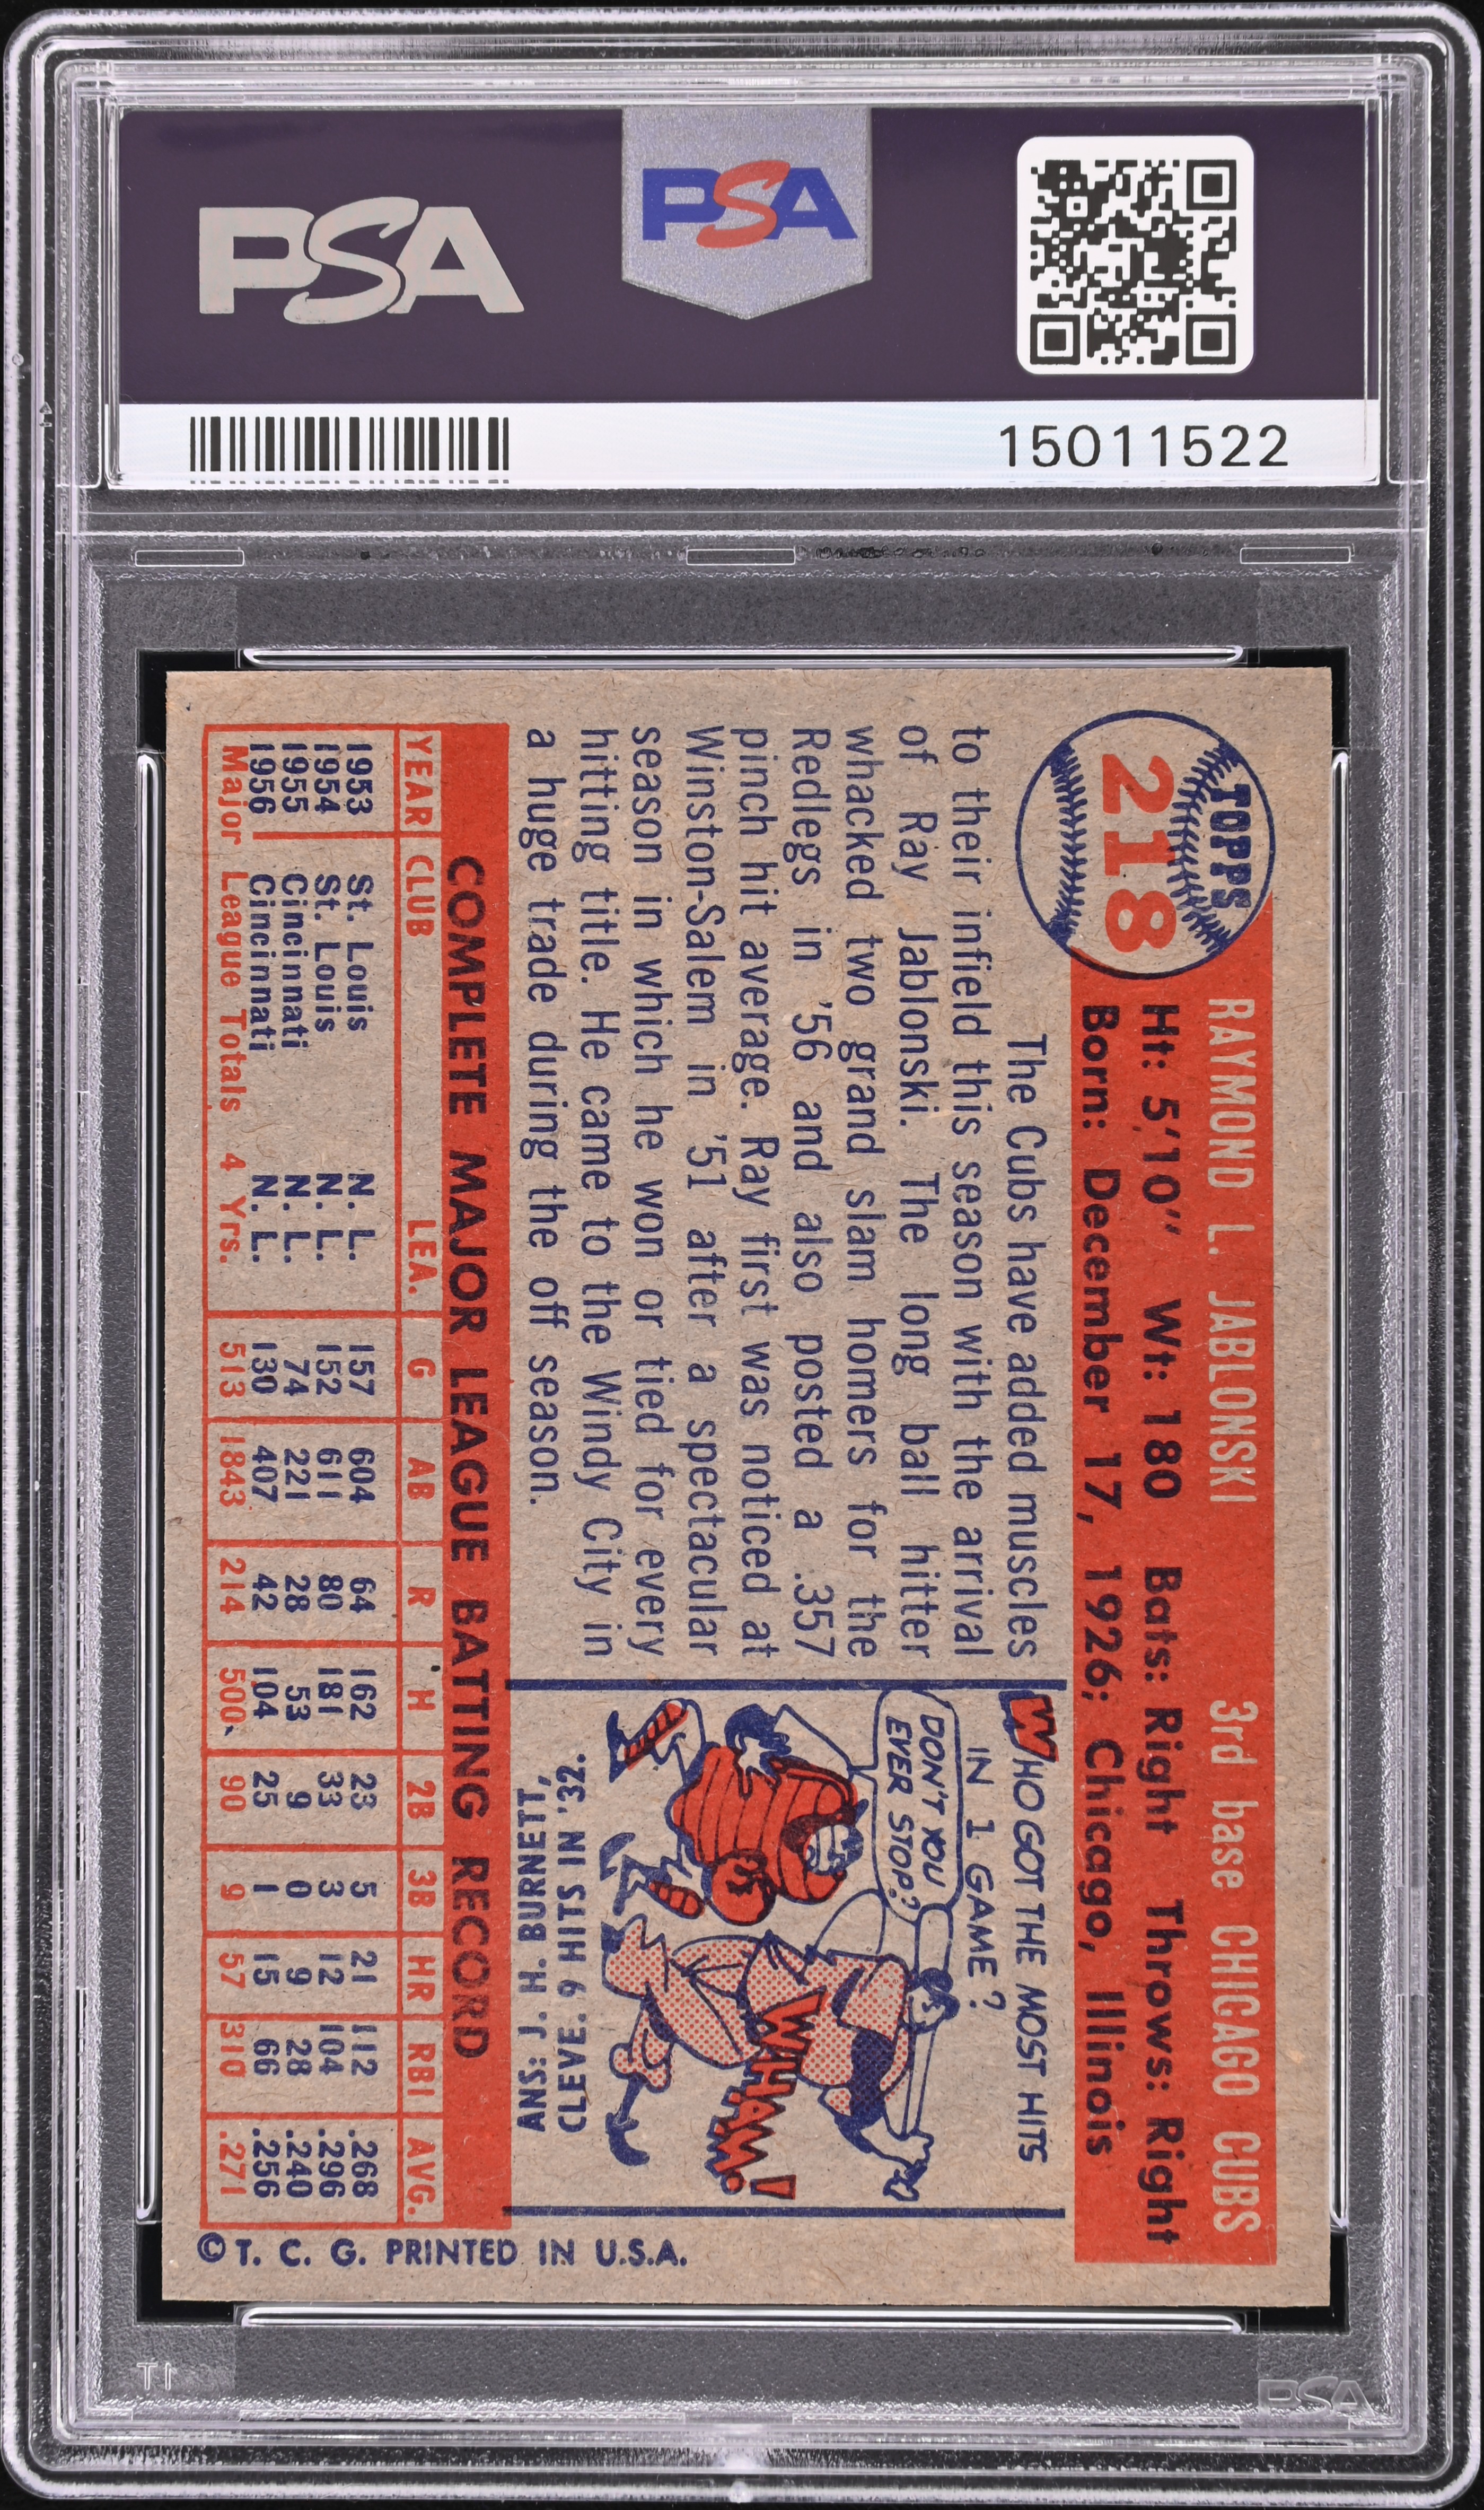 PSA
PSA
15011522
TOPPS
218
RAYMOND L. JABLONSKI 3rd base CHICAGO CUBS
Ht: 5'10" Wt: 180 Bats: Right Throws: Right
Born: December 17, 1926; Chicago, Illinois
The Cubs have added muscles
to their infield this season with the arrival
of Ray Jablonski. The long ball hitter
whacked two grand slam homers for the
Redlegs in '56 and also posted a .357
pinch hit average. Ray first was noticed at
Winston-Salem in '51 after a spectacular
season in which he won or tied for every
hitting title. He came to the Windy City in
a huge trade during the off season.
WHO GOT THE MOST HITS
IN 1 GAME?
DON'T YOU
EVER STOP?
WHAM!
ANS: J. H. BURNETT,
CLEVE. 9 HITS IN '32.
COMPLETE MAJOR LEAGUE BATTING RECORD
YEAR CLUB LEA. G AB R H 2B 3B HR RBI AVG.
1953 St. Louis N. L. 157 604 64 162 23 5 21 112 .268
1954 St. Louis N. L. 152 611 80 181 33 3 12 104 .296
1955 Cincinnati N. L. 74 221 28 53 9 0 9 28 .240
1956 Cincinnati N. L. 130 407 42 104 25 1 15 66 .256
Major League Totals 4 Yrs. 513 1843 214 500 90 9 57 310 .271
© T. C. G. PRINTED IN U.S.A.
T1
PSA